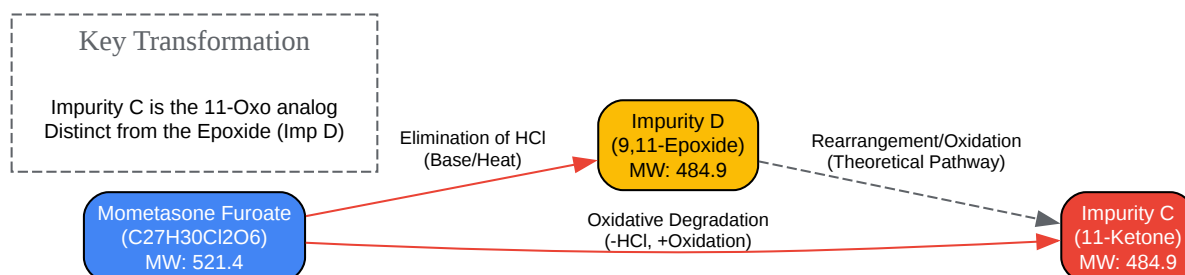 Key Transformation
Impurity C is the 11-Oxo analog
Distinct from the Epoxide (Imp D)
Elimination of HCl
(Base/Heat)
Impurity D
(9,11-Epoxide)
MW: 484.9
Rearrangement/Oxidation
(Theoretical Pathway)
Mometasone Furoate
(C27H30Cl2O6)
MW: 521.4
Oxidative Degradation
(-HCl, +Oxidation)
Impurity C
(11-Ketone)
MW: 484.9